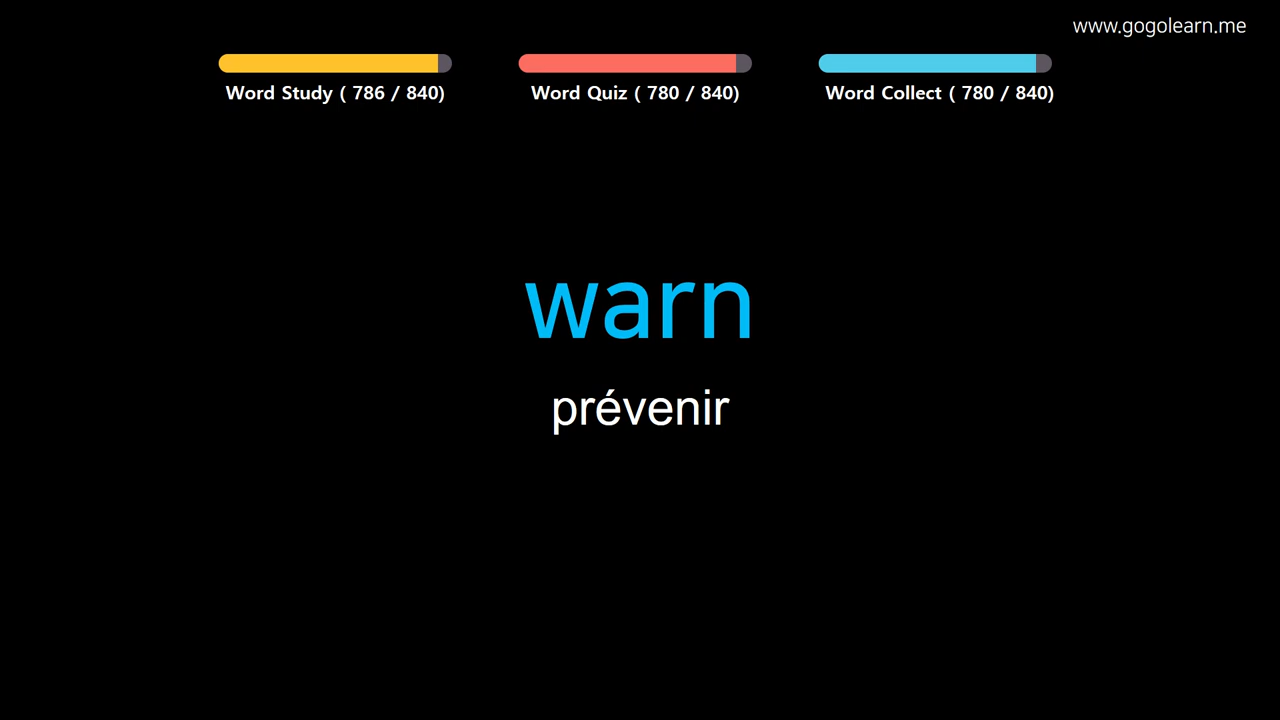 www.gogolearn.me
Word Study ( 786 / 840)
Word Quiz ( 780 / 840)
Word Collect ( 780 / 840)
warn
prévenir